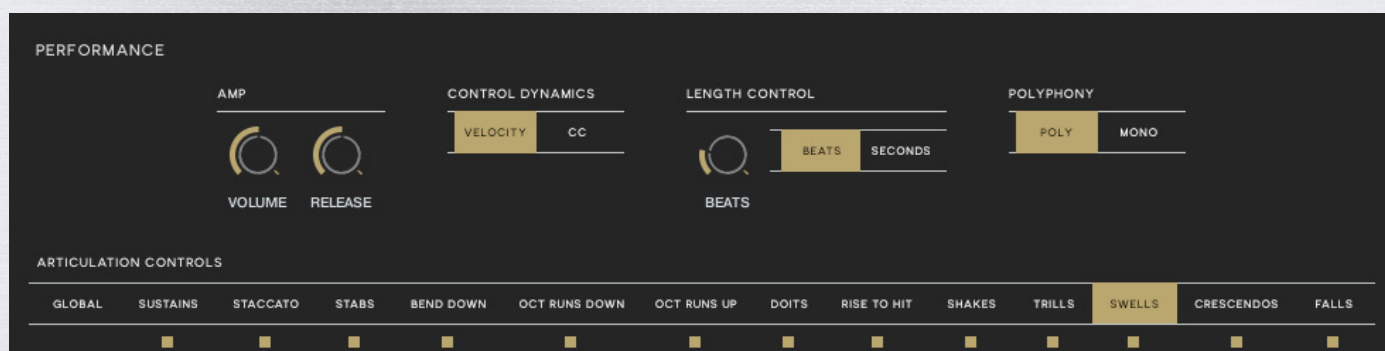 PERFORMANCE
AMP CONTROL DYNAMICS LENGTH CONTROL POLYPHONY
VELOCITY CC BEATS SECONDS POLY MONO
VOLUME RELEASE BEATS
ARTICULATION CONTROLS
GLOBAL SUSTAINS STACCATO STABS BEND DOWN OCT RUNS DOWN OCT RUNS UP DOITS RISE TO HIT SHAKES TRILLS SWELLS CRESCENDOS FALLS